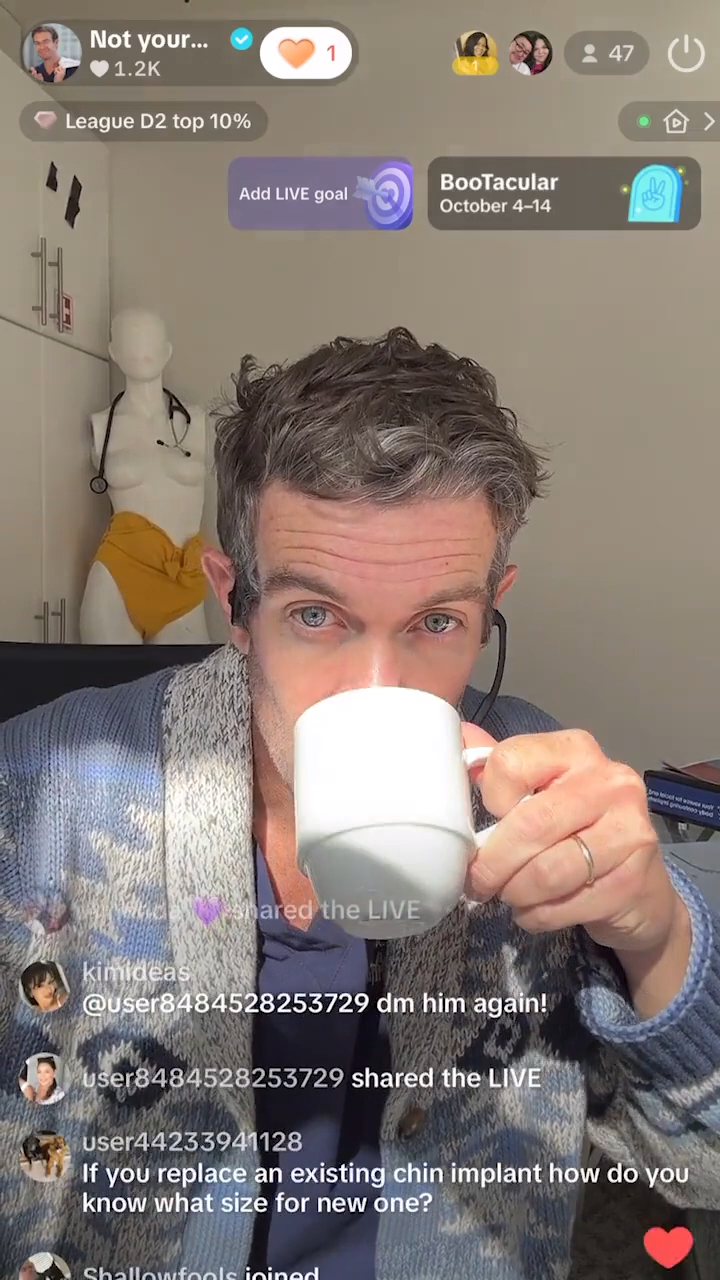 Not your...
1.2K
1
1
47
League D2 top 10%
Add LIVE goal
BooTacular
October 4–14
shared the LIVE
kimideas
@user8484528253729 dm him again!
user8484528253729 shared the LIVE
user44233941128
If you replace an existing chin implant how do you
know what size for new one?
Shallowfools joined